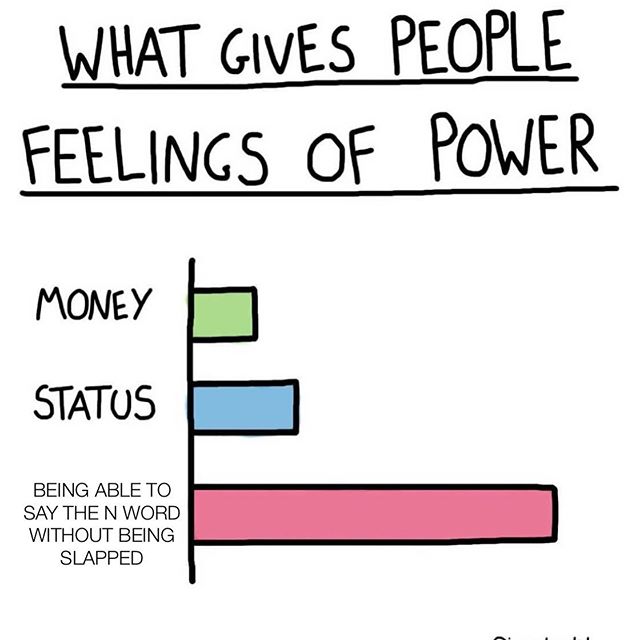 WHAT GIVES PEOPLE
FEELINGS OF POWER
MONEY
STATUS
BEING ABLE TO
SAY THE N WORD
WITHOUT BEING
SLAPPED